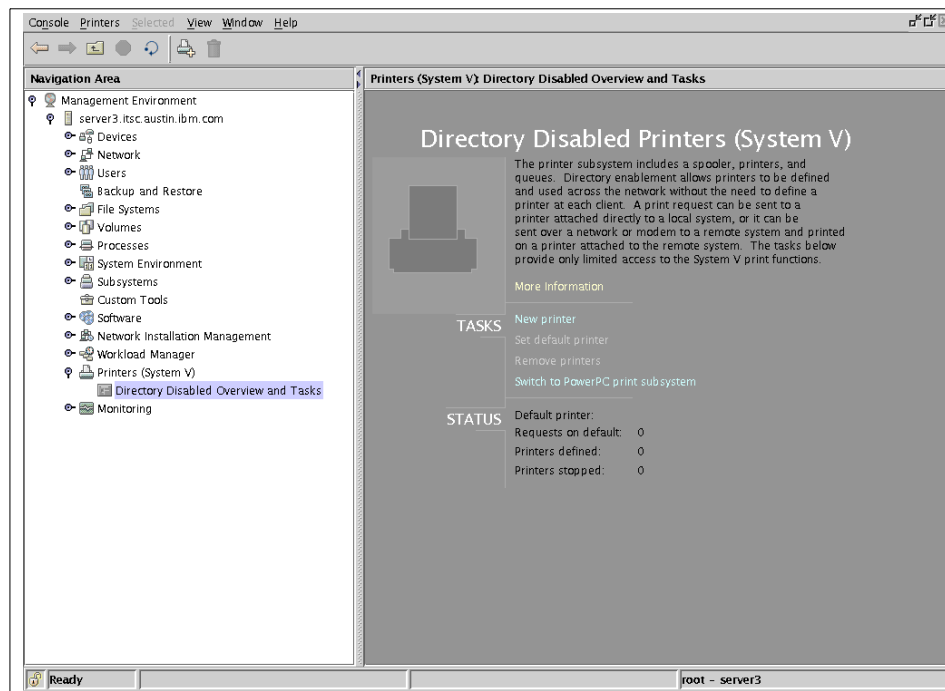 Console Printers Selected View Window Help
Navigation Area
Printers (System V): Directory Disabled Overview and Tasks
Management Environment
server3.itsc.austin.ibm.com
Devices
Network
Users
Backup and Restore
File Systems
Volumes
Processes
System Environment
Subsystems
Custom Tools
Software
Network Installation Management
Workload Manager
Printers (System V)
Directory Disabled Overview and Tasks
Monitoring
Directory Disabled Printers (System V)
The printer subsystem includes a spooler, printers, and
queues. Directory enablement allows printers to be defined
and used across the network without the need to define a
printer at each client. A print request can be sent to a
printer attached directly to a local system, or it can be
sent over a network or modem to a remote system and printed
on a printer attached to the remote system. The tasks below
provide only limited access to the System V print functions.
More Information
TASKS
New printer
Set default printer
Remove printers
Switch to PowerPC print subsystem
STATUS
Default printer:
Requests on default: 0
Printers defined: 0
Printers stopped: 0
Ready
root - server3